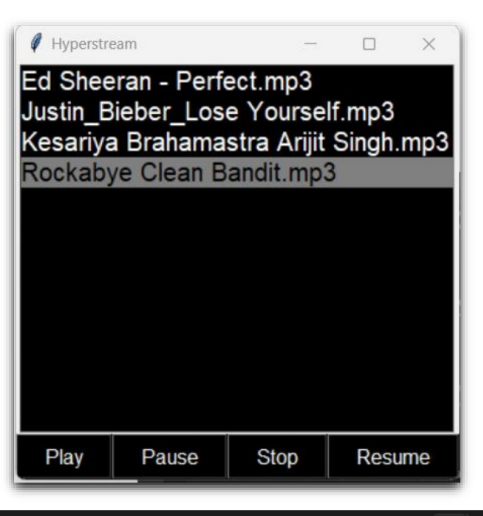 Hyperstream
Ed Sheeran - Perfect.mp3
Justin_Bieber_Lose Yourself.mp3
Kesariya Brahamastra Arijit Singh.mp3
Rockabye Clean Bandit.mp3
Play Pause Stop Resume